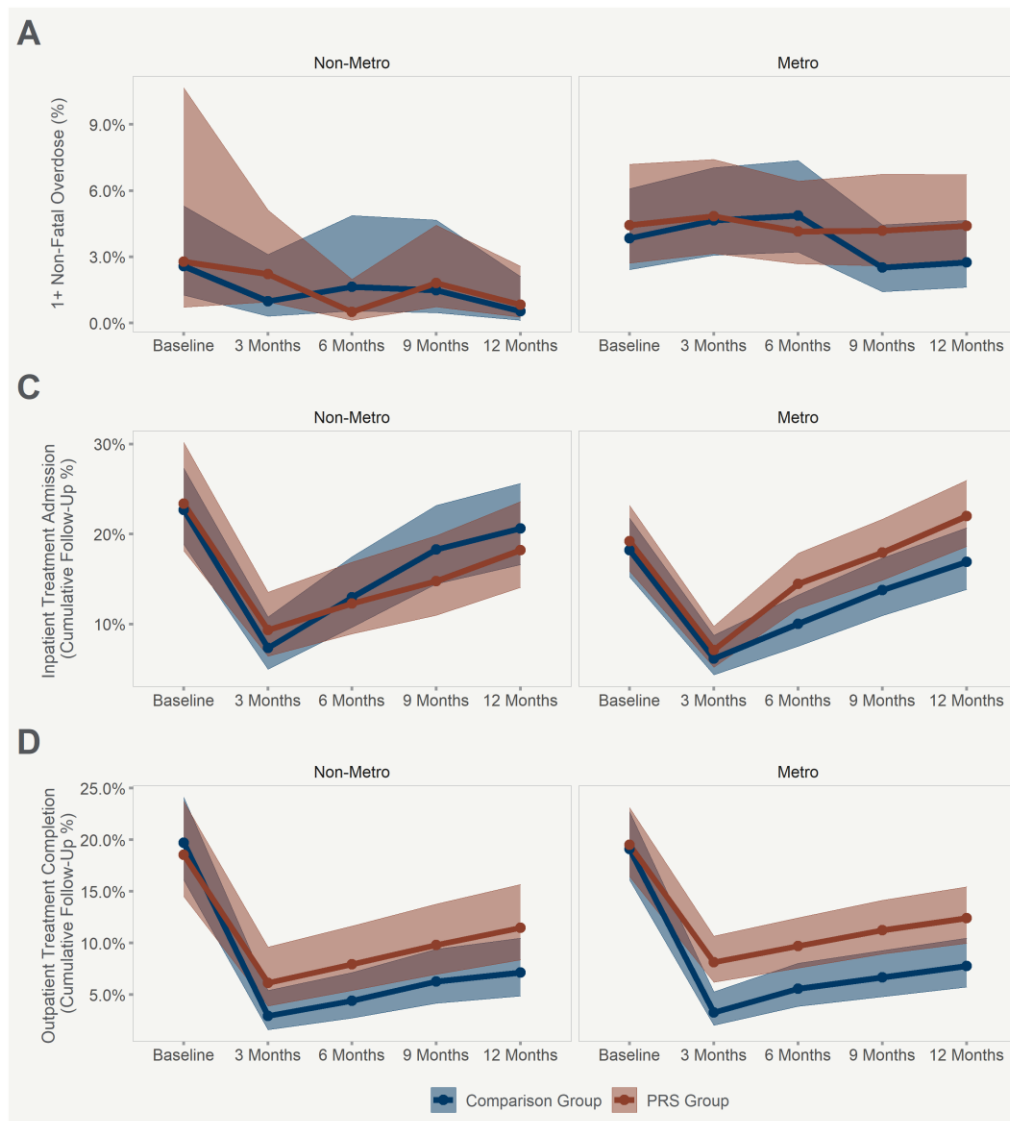 A
Non-Metro
Metro
1+ Non-Fatal Overdose (%)
9.0%
6.0%
3.0%
0.0%
Baseline 3 Months 6 Months 9 Months 12 Months
Baseline 3 Months 6 Months 9 Months 12 Months
C
Non-Metro
Metro
Inpatient Treatment Admission
(Cumulative Follow-Up %)
30%
20%
10%
Baseline 3 Months 6 Months 9 Months 12 Months
Baseline 3 Months 6 Months 9 Months 12 Months
D
Non-Metro
Metro
Outpatient Treatment Completion
(Cumulative Follow-Up %)
25.0%
20.0%
15.0%
10.0%
5.0%
Baseline 3 Months 6 Months 9 Months 12 Months
Baseline 3 Months 6 Months 9 Months 12 Months
Comparison Group
PRS Group